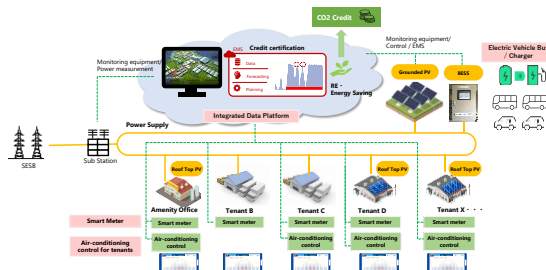 CO2 Credit
Monitoring equipment/
Control / EMS
Electric Vehicle Bus
/ Charger
EMS
Credit certification
Data
Forecasting
Planning
Monitoring equipment/
Power measurement
RE・
Energy Saving
Grounded PV
BESS
Integrated Data Platform
Power Supply
SESB
Sub Station
Roof Top PV
Roof Top PV
Roof Top PV
Amenity Office
Tenant B
Tenant C
Tenant D
Tenant X・・・
Smart Meter
Smart meter
Smart meter
Smart meter
Smart meter
Smart meter
Air-conditioning
control for tenants
Air-conditioning
control
Air-conditioning
control
Air-conditioning
control
Air-conditioning
control